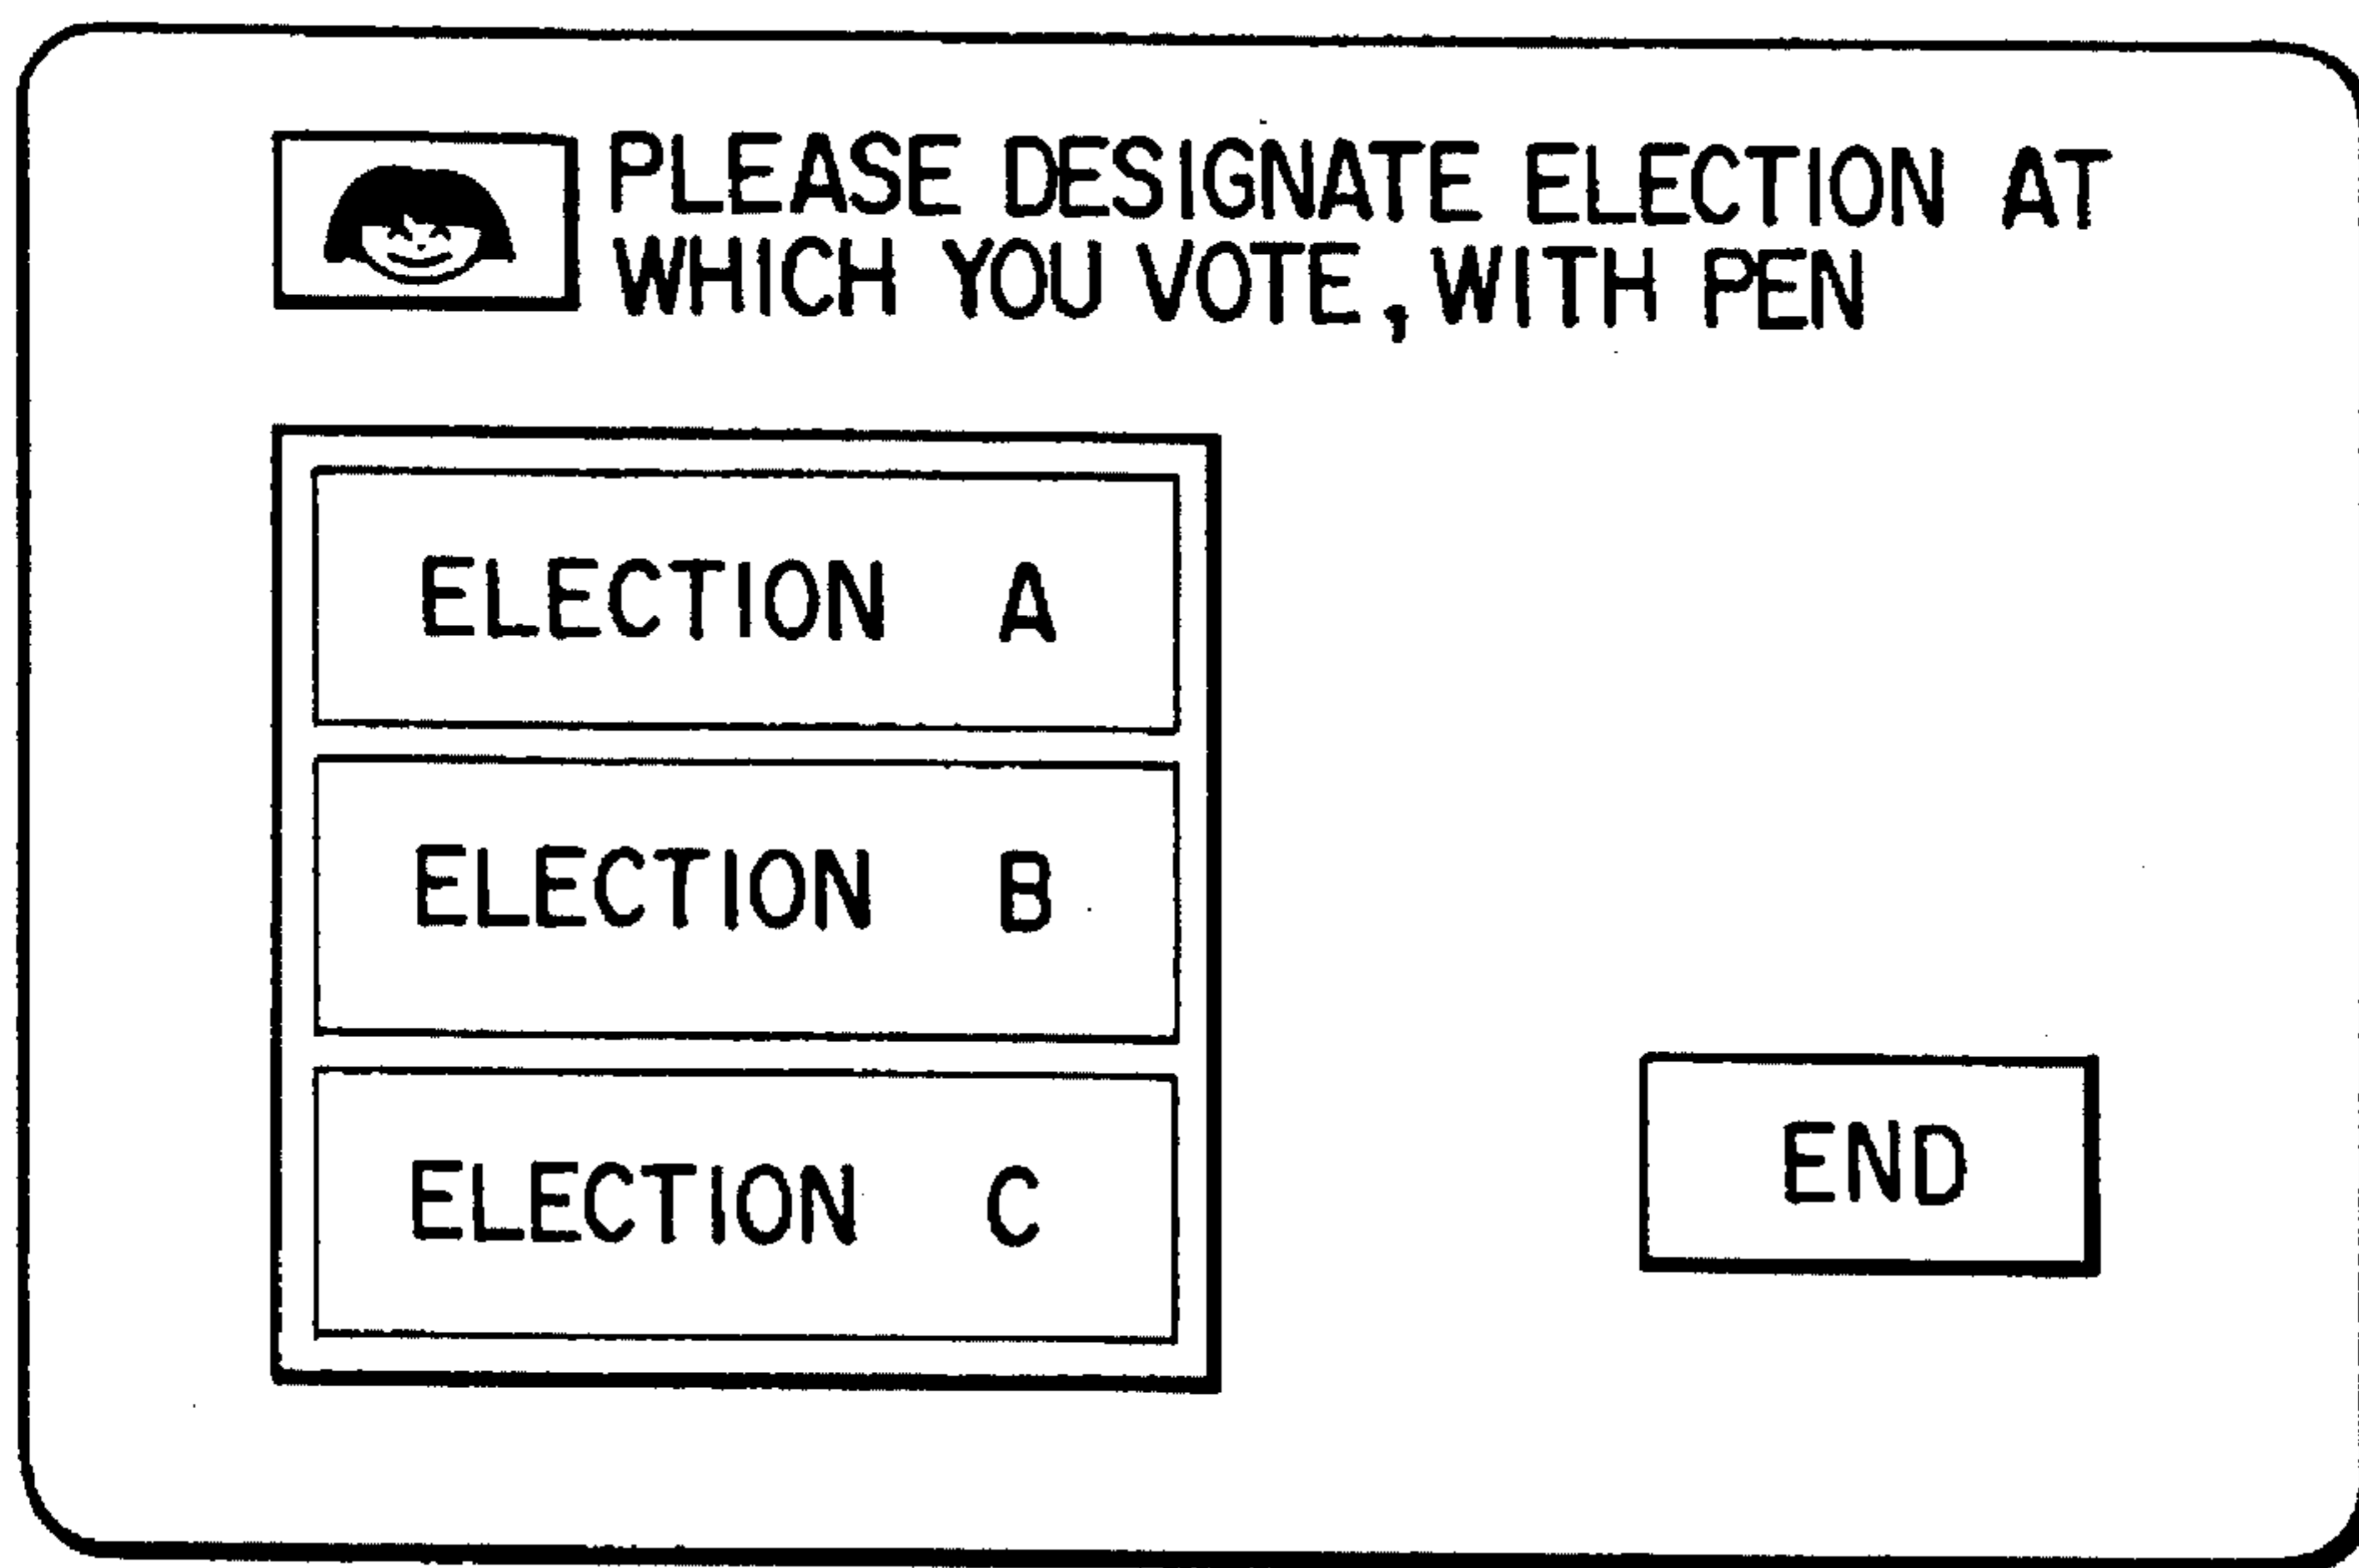 PLEASE DESIGNATE ELECTION AT
WHICH YOU VOTE, WITH PEN
ELECTION A
ELECTION B
ELECTION C
END